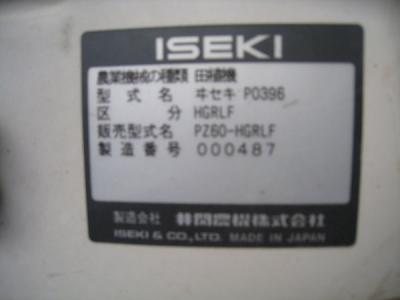 ISEKI
農業機械の種類 田植機
型式名 ヰセキ P0396
区分 HGRLF
販売型式名 PZ60-HGRLF
製造番号 000487
製造会社 井関農機株式会社
ISEKI & CO., LTD. MADE IN JAPAN